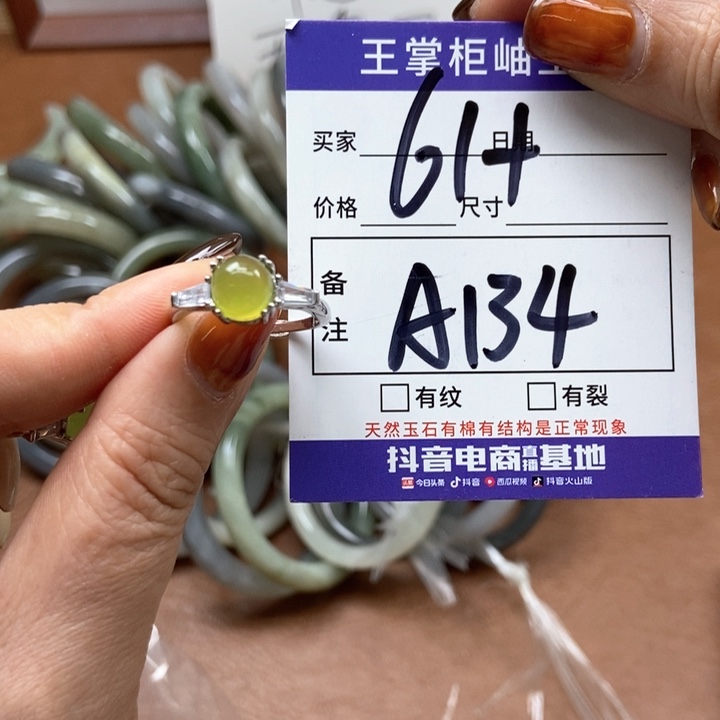 王掌柜岫
买家 日期
61+
价格 尺寸
备注
A134
有纹 有裂
天然玉石有棉有结构是正常现象
抖音电商直播基地
今日头条 抖音 西瓜视频 抖音火山版